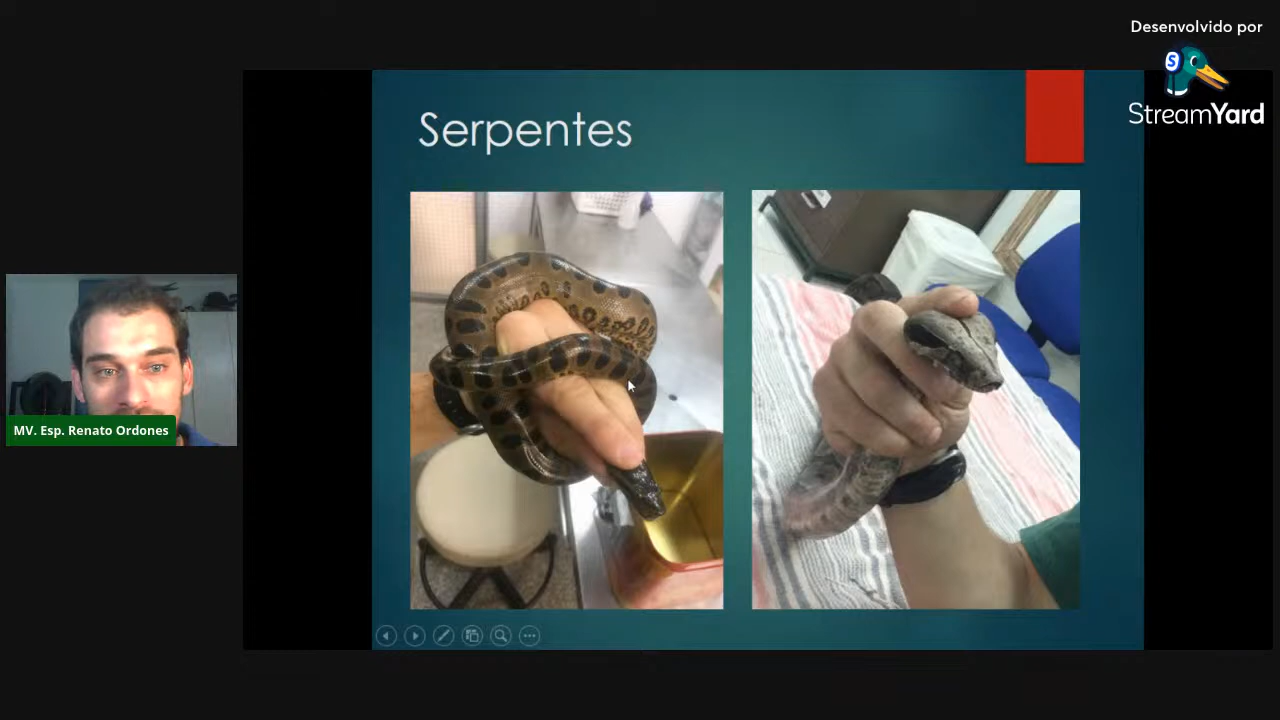 Desenvolvido por
S
StreamYard
Serpentes
MV. Esp. Renato Ordones